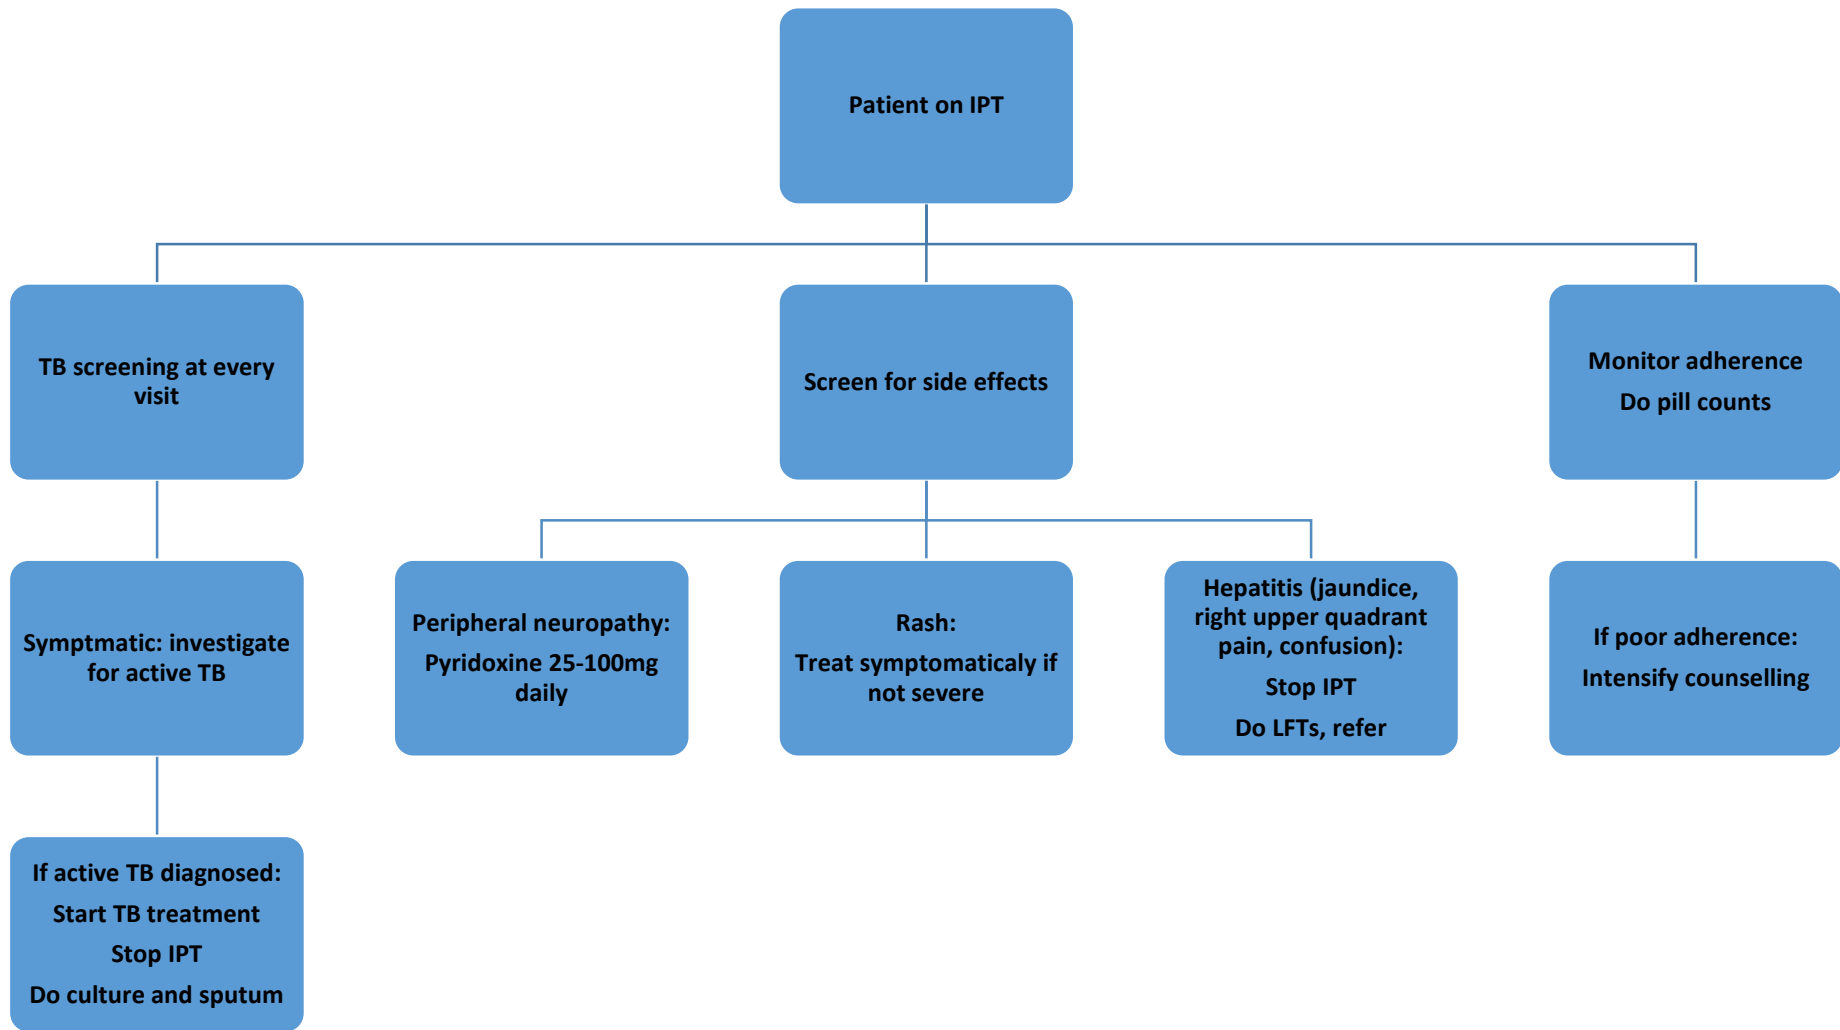 Patient on IPT
TB screening at every
visit
Screen for side effects
Monitor adherence
Do pill counts
Symptmatic: investigate
for active TB
Peripheral neuropathy:
Pyridoxine 25-100mg
daily
Rash:
Treat symptomaticaly if
not severe
Hepatitis (jaundice,
right upper quadrant
pain, confusion):
Stop IPT
Do LFTs, refer
If poor adherence:
Intensify counselling
If active TB diagnosed:
Start TB treatment
Stop IPT
Do culture and sputum